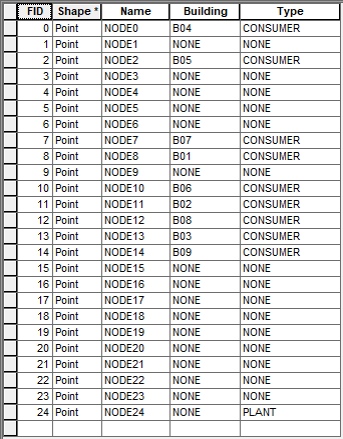 FID Shape * Name Building Type
0 Point NODE0 B04 CONSUMER
1 Point NODE1 NONE NONE
2 Point NODE2 B05 CONSUMER
3 Point NODE3 NONE NONE
4 Point NODE4 NONE NONE
5 Point NODE5 NONE NONE
6 Point NODE6 NONE NONE
7 Point NODE7 B07 CONSUMER
8 Point NODE8 B01 CONSUMER
9 Point NODE9 NONE NONE
10 Point NODE10 B06 CONSUMER
11 Point NODE11 B02 CONSUMER
12 Point NODE12 B08 CONSUMER
13 Point NODE13 B03 CONSUMER
14 Point NODE14 B09 CONSUMER
15 Point NODE15 NONE NONE
16 Point NODE16 NONE NONE
17 Point NODE17 NONE NONE
18 Point NODE18 NONE NONE
19 Point NODE19 NONE NONE
20 Point NODE20 NONE NONE
21 Point NODE21 NONE NONE
22 Point NODE22 NONE NONE
23 Point NODE23 NONE NONE
24 Point NODE24 NONE PLANT